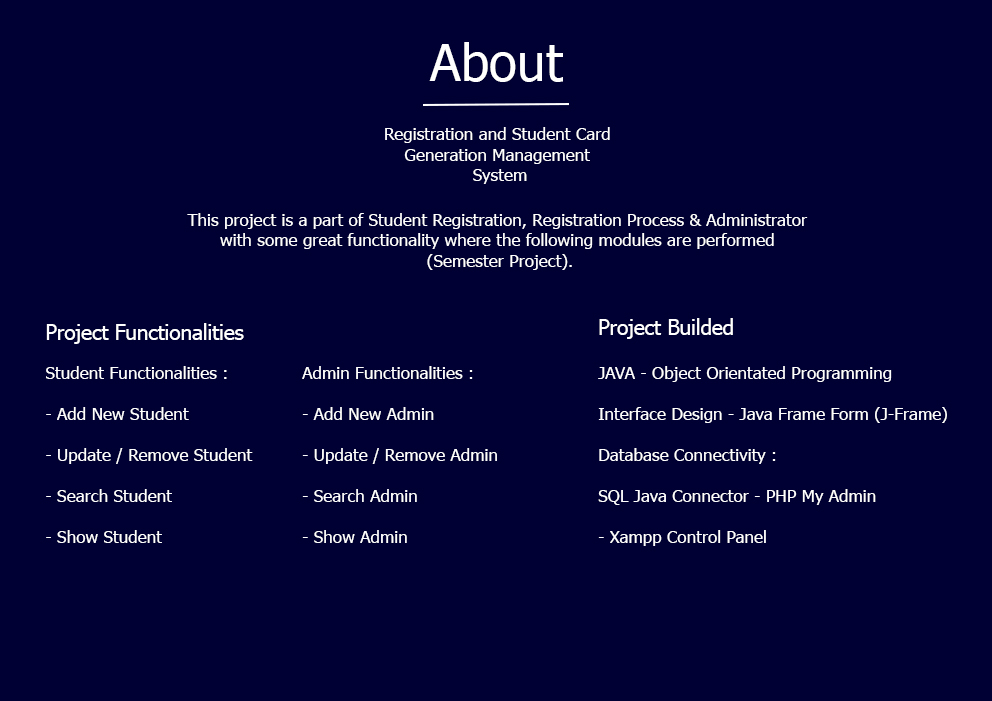 About
Registration and Student Card
Generation Management
System
This project is a part of Student Registration, Registration Process & Administrator
with some great functionality where the following modules are performed
(Semester Project).
Project Functionalities
Student Functionalities :
- Add New Student
- Update / Remove Student
- Search Student
- Show Student
Admin Functionalities :
- Add New Admin
- Update / Remove Admin
- Search Admin
- Show Admin
Project Builded
JAVA - Object Orientated Programming
Interface Design - Java Frame Form (J-Frame)
Database Connectivity :
SQL Java Connector - PHP My Admin
- Xampp Control Panel